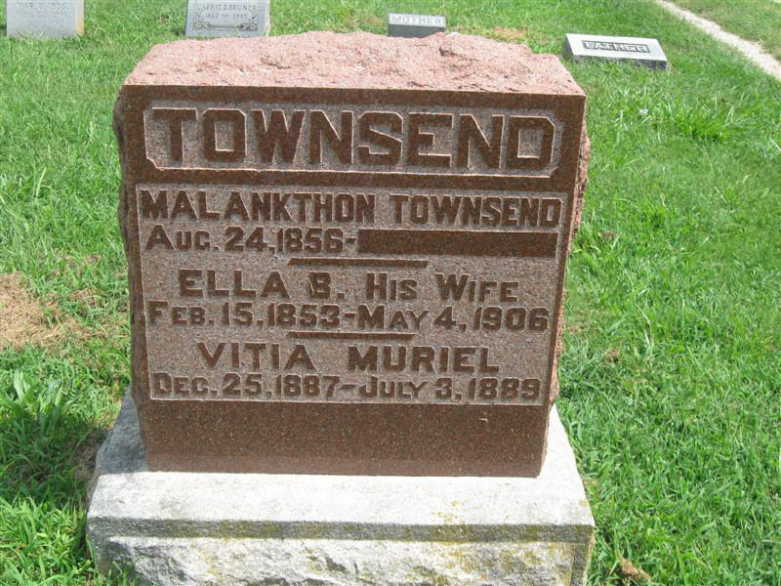 MOTHER
FATHER
TOWNSEND
MALANKTHON TOWNSEND
AUG. 24, 1856-
ELLA B. HIS WIFE
FEB. 15, 1853-MAY 4, 1906
VITIA MURIEL
DEC. 25, 1887-JULY 3, 1889